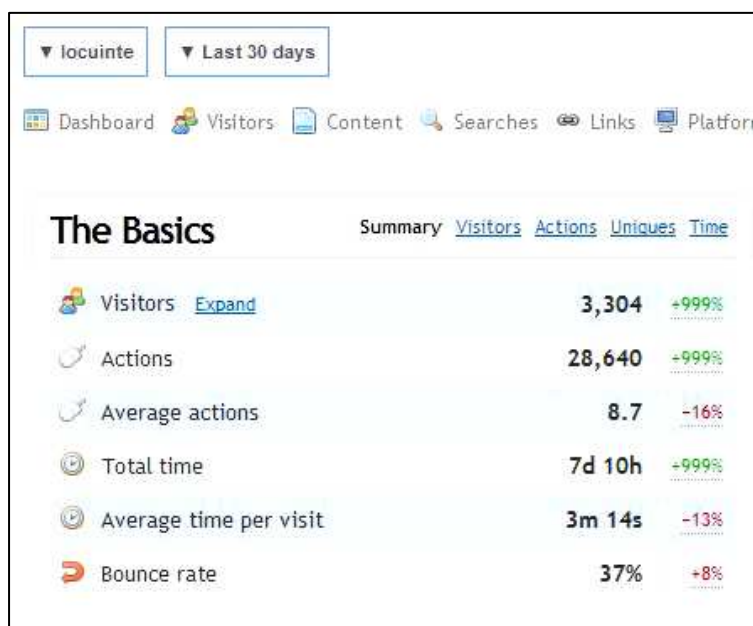 ▼ locuinte ▼ Last 30 days
Dashboard Visitors Content Searches Links Platfor
The Basics Summary Visitors Actions Uniques Time
Visitors Expand 3,304 +999%
Actions 28,640 +999%
Average actions 8.7 -16%
Total time 7d 10h +999%
Average time per visit 3m 14s -13%
Bounce rate 37% +8%